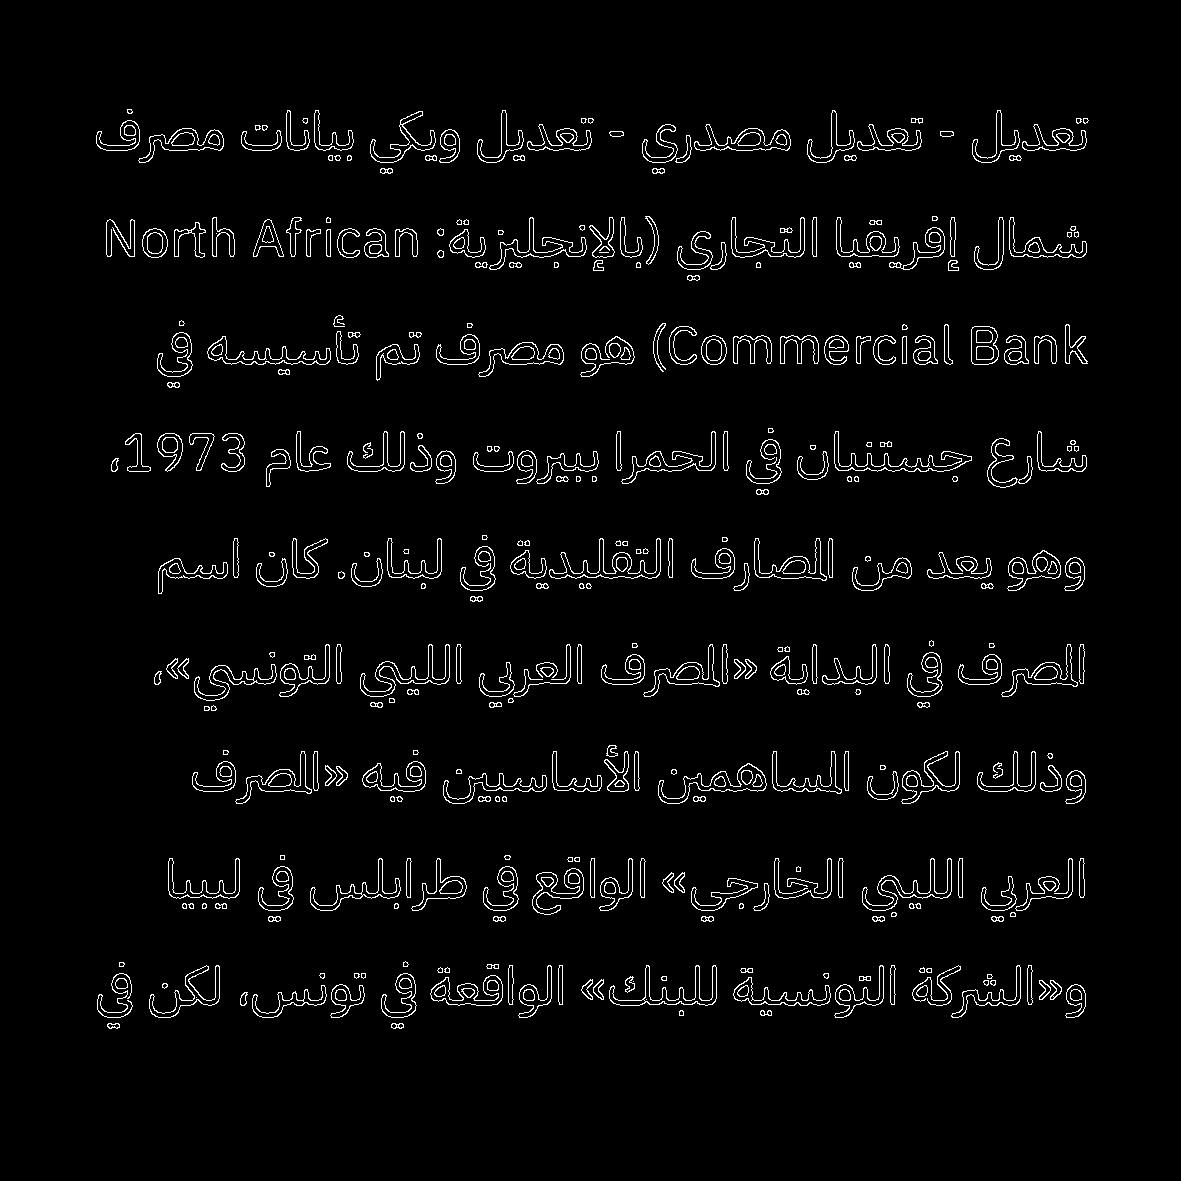 تعديل - تعديل مصدري - تعديل ويكي بيانات مصرف
شمال إفريقيا التجاري (بالإنجليزية: North African
Commercial Bank) هو مصرف تم تأسيسه في
شارع جستنيان في الحمرا ببيروت وذلك عام 1973،
وهو يعد من المصارف التقليدية في لبنان. كان اسم
المصرف في البداية «المصرف العربي الليبي التونسي»،
وذلك لكون المساهمين الأساسيين فيه «المصرف
العربي الليبي الخارجي» الواقع في طرابلس في ليبيا
و«الشركة التونسية للبنك» الواقعة في تونس، لكن في